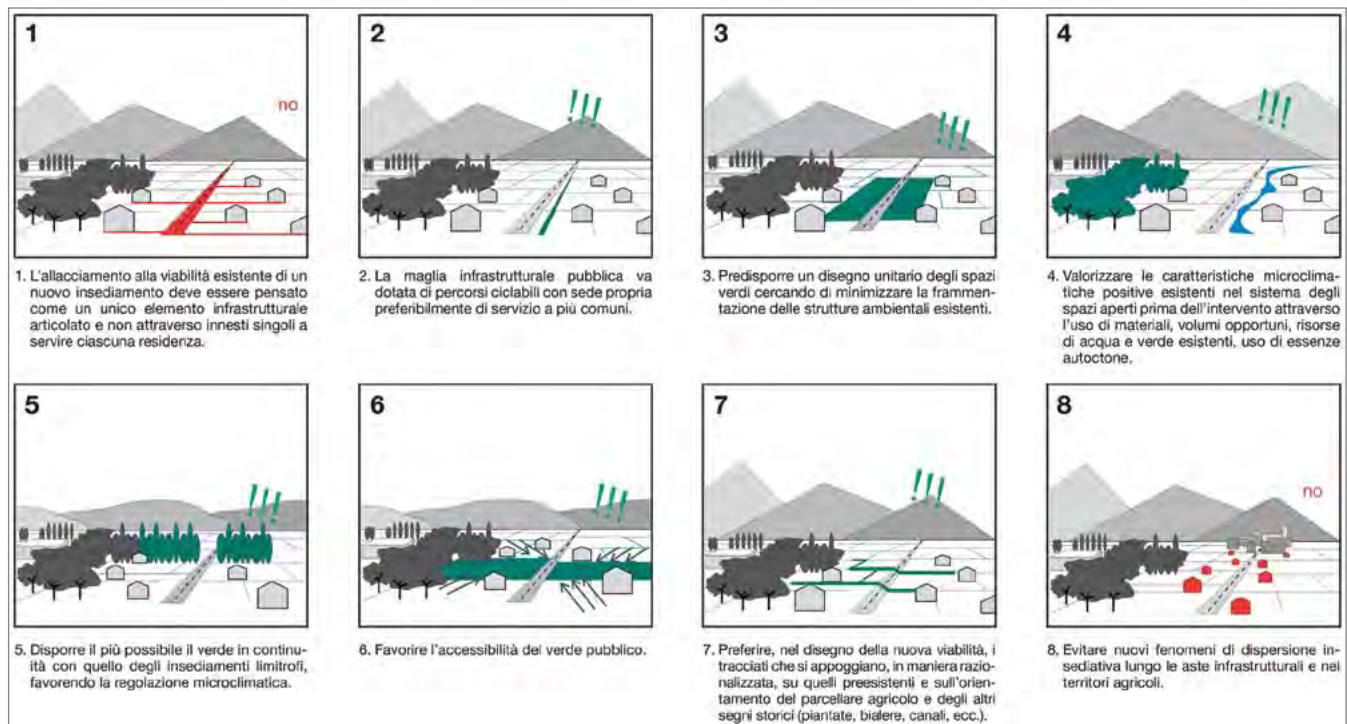 1
no
2
!!!
3
!!!
4
!!!
1. L'allacciamento alla viabilità esistente di un
nuovo insediamento deve essere pensato
come un unico elemento infrastrutturale
articolato e non attraverso innesti singoli a
servire ciascuna residenza.
2. La maglia infrastrutturale pubblica va
dotata di percorsi ciclabili con sede propria
preferibilmente di servizio a più comuni.
3. Predisporre un disegno unitario degli spazi
verdi cercando di minimizzare la frammen-
tazione delle strutture ambientali esistenti.
4. Valorizzare le caratteristiche microclima-
tiche positive esistenti nel sistema degli
spazi aperti prima dell'intervento attraverso
l'uso di materiali, volumi opportuni, risorse
di acqua e verde esistenti, uso di essenze
autoctone.
5
!!!
6
!!!
7
!!!
8
no
5. Disporre il più possibile il verde in continu-
ità con quello degli insediamenti limitrofi,
favorendo la regolazione microclimatica.
6. Favorire l'accessibilità del verde pubblico.
7. Preferire, nel disegno della nuova viabilità, i
tracciati che si appoggiano, in maniera razio-
nalizzata, su quelli preesistenti e sull'orien-
tamento del parcellare agricolo e degli altri
segni storici (piantate, bialere, canali, ecc.).
8. Evitare nuovi fenomeni di dispersione in-
sediativa lungo le aste infrastrutturali e nei
territori agricoli.